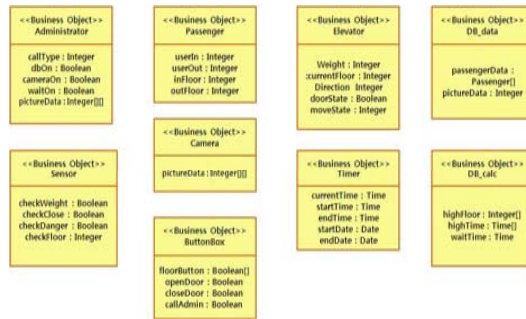 <<Business Object>>
Administrator
callType : Integer
dbOn : Boolean
cameraOn : Boolean
waitOn : Boolean
pictureData : Integer[][]
<<Business Object>>
Passenger
userIn : Integer
userOut : Integer
inFloor : Integer
outFloor : Integer
<<Business Object>>
Elevator
Weight : Integer
:currentFloor : Integer
Direction Integer
doorState : Boolean
moveState : Integer
<<Business Object>>
DB_data
passengerData :
Passenger[]
pictureData : Integer
<<Business Object>>
Sensor
checkWeight : Boolean
checkClose : Boolean
checkDanger : Boolean
checkFloor : Integer
<<Business Object>>
Camera
pictureData : Integer[][]
<<Business Object>>
ButtonBox
floorButton : Boolean[]
openDoor : Boolean
closeDoor : Boolean
callAdmin : Boolean
<<Business Object>>
Timer
currentTime : Time
startTime : Time
endTime : Time
startDate : Date
endDate : Date
<<Business Object>>
DB_calc
highFloor : Integer[]
highTime : Time[]
waitTime : Time